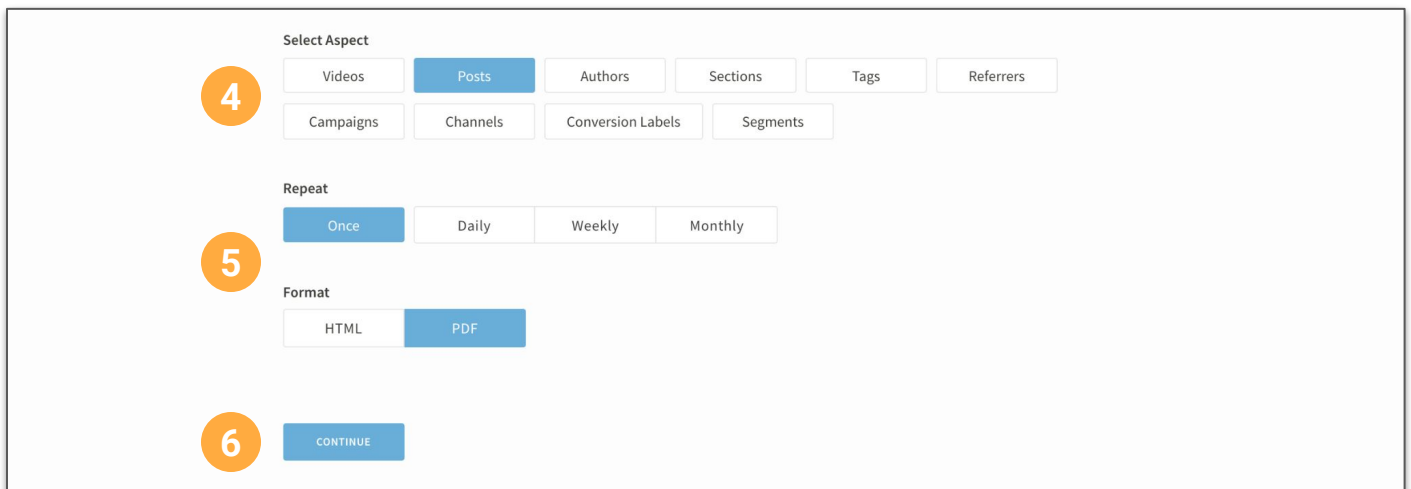 Select Aspect
Videos Posts Authors Sections Tags Referrers
4
Campaigns Channels Conversion Labels Segments
Repeat
Once Daily Weekly Monthly
5
Format
HTML PDF
6 CONTINUE